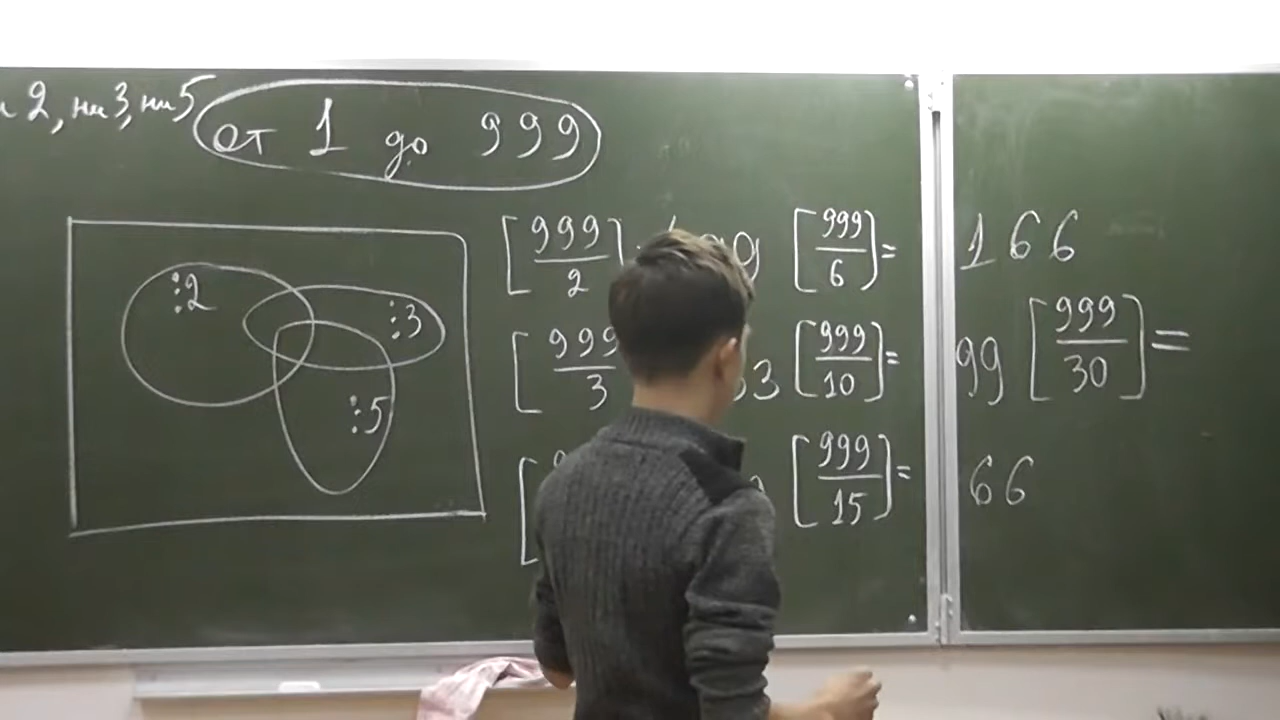 2, ни 3, ни 5 от 1 до 999
:2
:3
:5
[999/2]
[999/3]
[999/6] = 166
[999/10] = 99
[999/15] = 66
[999/30] =